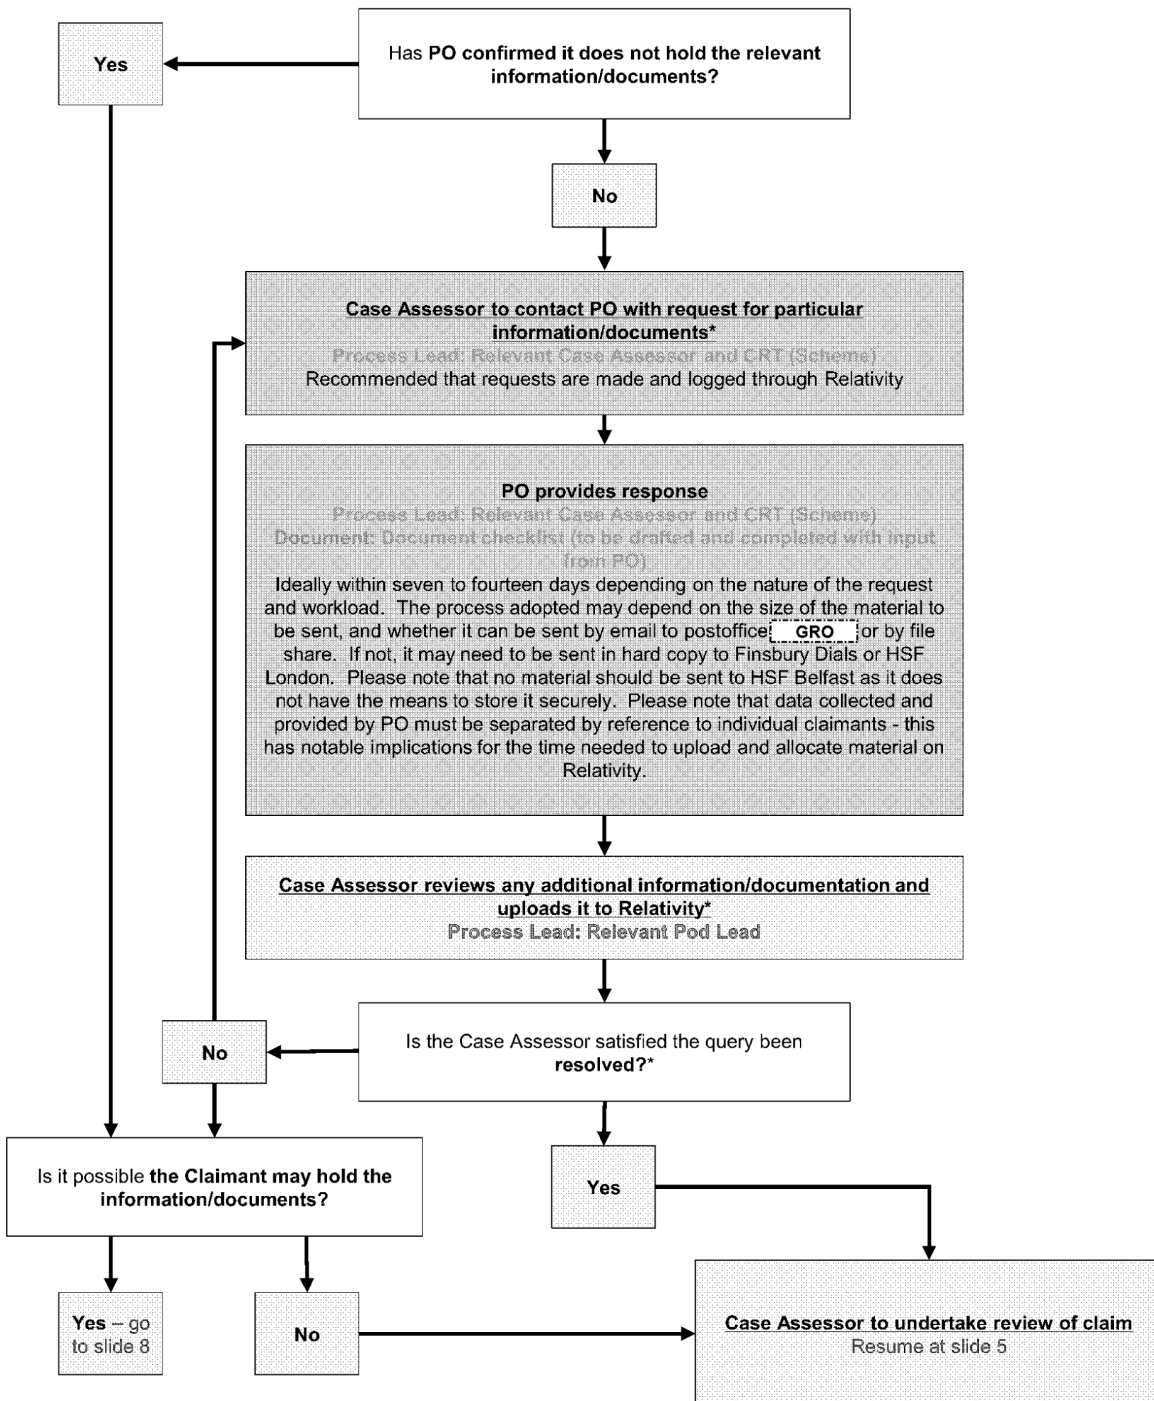 Has PO confirmed it does not hold the relevant
information/documents?
Yes
No
Case Assessor to contact PO with request for particular
information/documents*
Process Lead: Relevant Case Assessor and CRT (Scheme)
Recommended that requests are made and logged through Relativity
PO provides response
Process Lead: Relevant Case Assessor and CRT (Scheme)
Document: Document checklist (to be drafted and completed with input
from PO)
Ideally within seven to fourteen days depending on the nature of the request
and workload. The process adopted may depend on the size of the material to
be sent, and whether it can be sent by email to postoffice GRO or by file
share. If not, it may need to be sent in hard copy to Finsbury Dials or HSF
London. Please note that no material should be sent to HSF Belfast as it does
not have the means to store it securely. Please note that data collected and
provided by PO must be separated by reference to individual claimants - this
has notable implications for the time needed to upload and allocate material on
Relativity.
Case Assessor reviews any additional information/documentation and
uploads it to Relativity*
Process Lead: Relevant Pod Lead
Is the Case Assessor satisfied the query been
resolved?*
No
Is it possible the Claimant may hold the
information/documents?
Yes
Yes – go
to slide 8
No
Case Assessor to undertake review of claim
Resume at slide 5